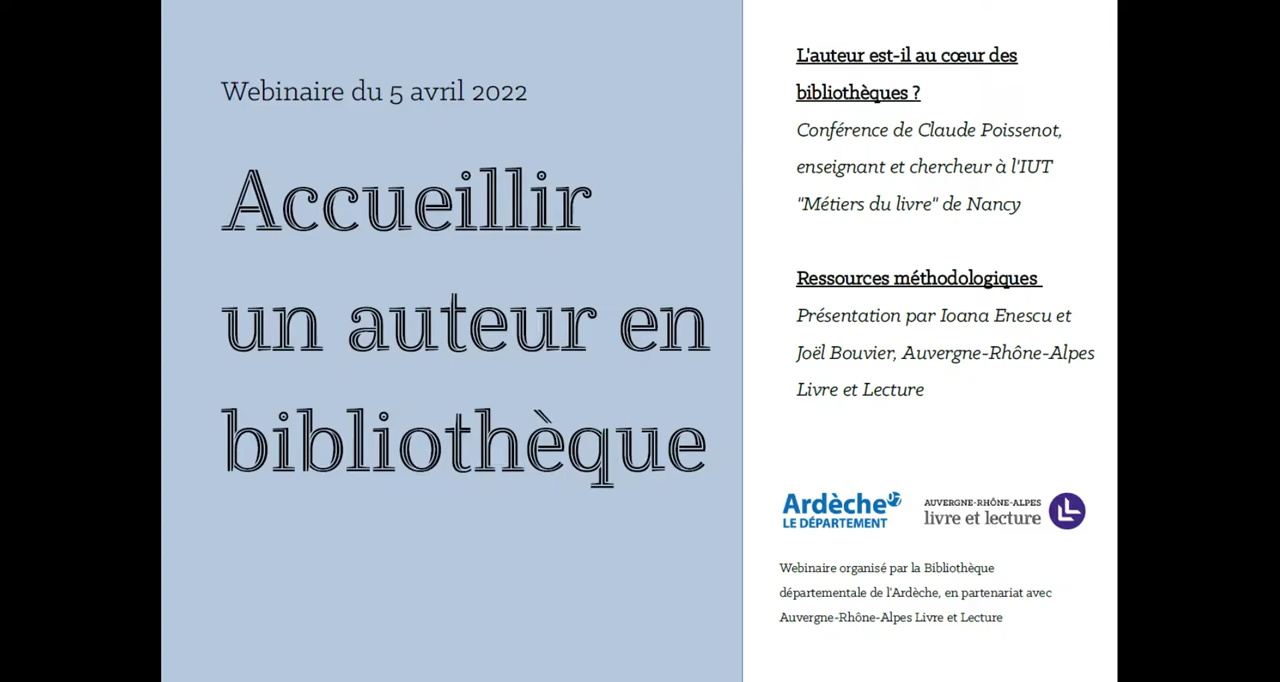 Webinaire du 5 avril 2022
Accueillir
un auteur en
bibliothèque
L'auteur est-il au cœur des
bibliothèques ?
Conférence de Claude Poissenot,
enseignant et chercheur à l'IUT
"Métiers du livre" de Nancy
Ressources méthodologiques
Présentation par Ioana Enescu et
Joël Bouvier, Auvergne-Rhône-Alpes
Livre et Lecture
Ardèche07
LE DÉPARTEMENT
AUVERGNE-RHÔNE-ALPES
livre et lecture
Webinaire organisé par la Bibliothèque
départementale de l'Ardèche, en partenariat avec
Auvergne-Rhône-Alpes Livre et Lecture